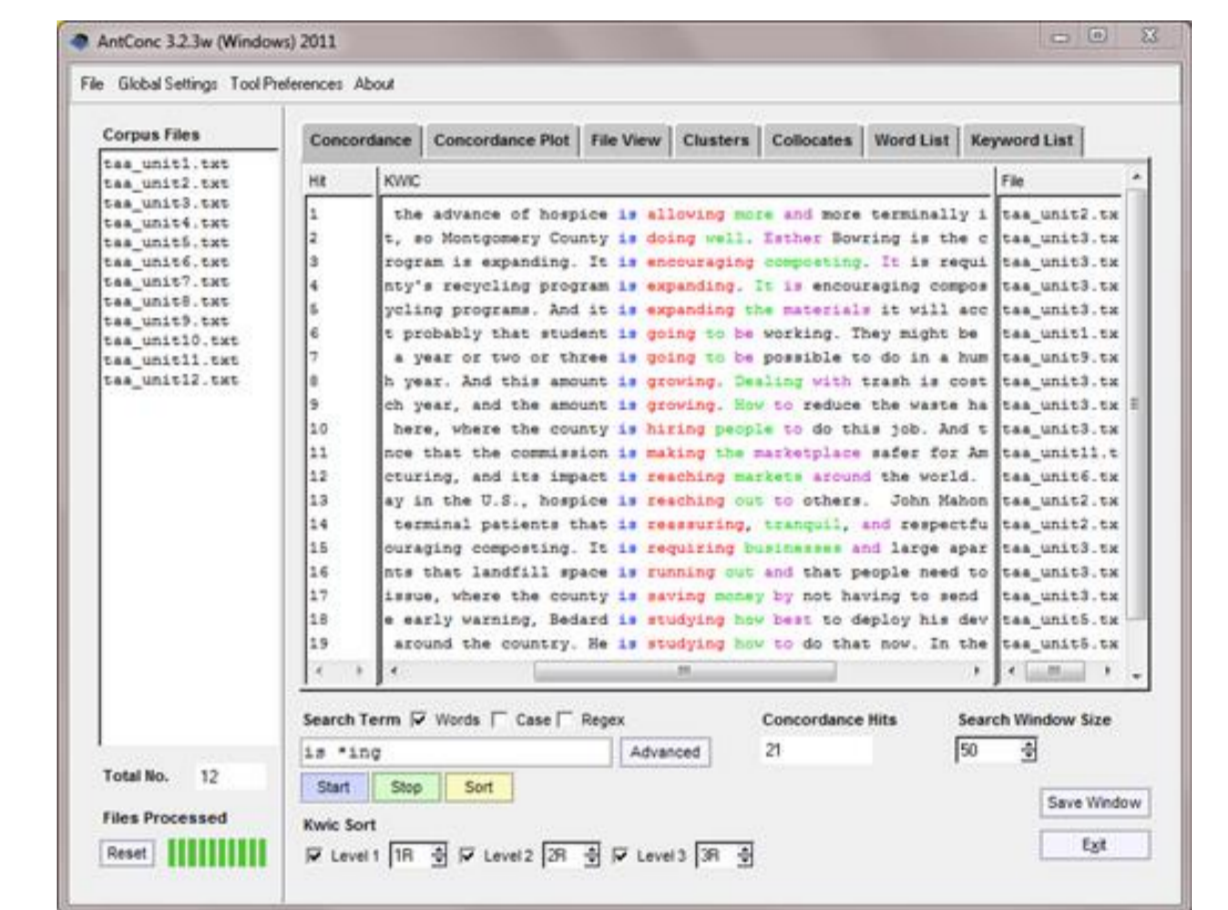 AntConc 3.2.3w (Windows) 2011
File Global Settings Tool Preferences About
Corpus Files
taa_unit1.txt
taa_unit2.txt
taa_unit3.txt
taa_unit4.txt
taa_unit5.txt
taa_unit6.txt
taa_unit7.txt
taa_unit8.txt
taa_unit9.txt
taa_unit10.txt
taa_unit11.txt
taa_unit12.txt
Total No. 12
Files Processed
Reset
Concordance Concordance Plot File View Clusters Collocates Word List Keyword List
Hit KWIC File
1 the advance of hospice is allowing more and more terminally i taa_unit2.tx
2 t, so Montgomery County is doing well. Esther Bowring is the c taa_unit3.tx
3 rogram is expanding. It is encouraging composting. It is requi taa_unit3.tx
4 nty's recycling program is expanding. It is encouraging compos taa_unit3.tx
5 ycling programs. And it is expanding the materials it will acc taa_unit3.tx
6 t probably that student is going to be working. They might be taa_unit1.tx
7 a year or two or three is going to be possible to do in a hum taa_unit9.tx
8 h year. And this amount is growing. Dealing with trash is cost taa_unit3.tx
9 ch year, and the amount is growing. How to reduce the waste ha taa_unit3.tx
10 here, where the county is hiring people to do this job. And t taa_unit3.tx
11 nce that the commission is making the marketplace safer for Am taa_unit11.t
12 cturing, and its impact is reaching markets around the world. taa_unit6.tx
13 ay in the U.S., hospice is reaching out to others. John Mahon taa_unit2.tx
14 terminal patients that is reassuring, tranquil, and respectfu taa_unit2.tx
15 ouraging composting. It is requiring businesses and large apar taa_unit3.tx
16 nts that landfill space is running out and that people need to taa_unit3.tx
17 issue, where the county is saving money by not having to send taa_unit3.tx
18 e early warning, Bedard is studying how best to deploy his dev taa_unit5.tx
19 around the country. He is studying how to do that now. In the taa_unit5.tx
Search Term Words Case Regex Concordance Hits Search Window Size
is *ing Advanced 21 50
Start Stop Sort
Save Window
Kwic Sort
Exit
Level 1 1R Level 2 2R Level 3 3R